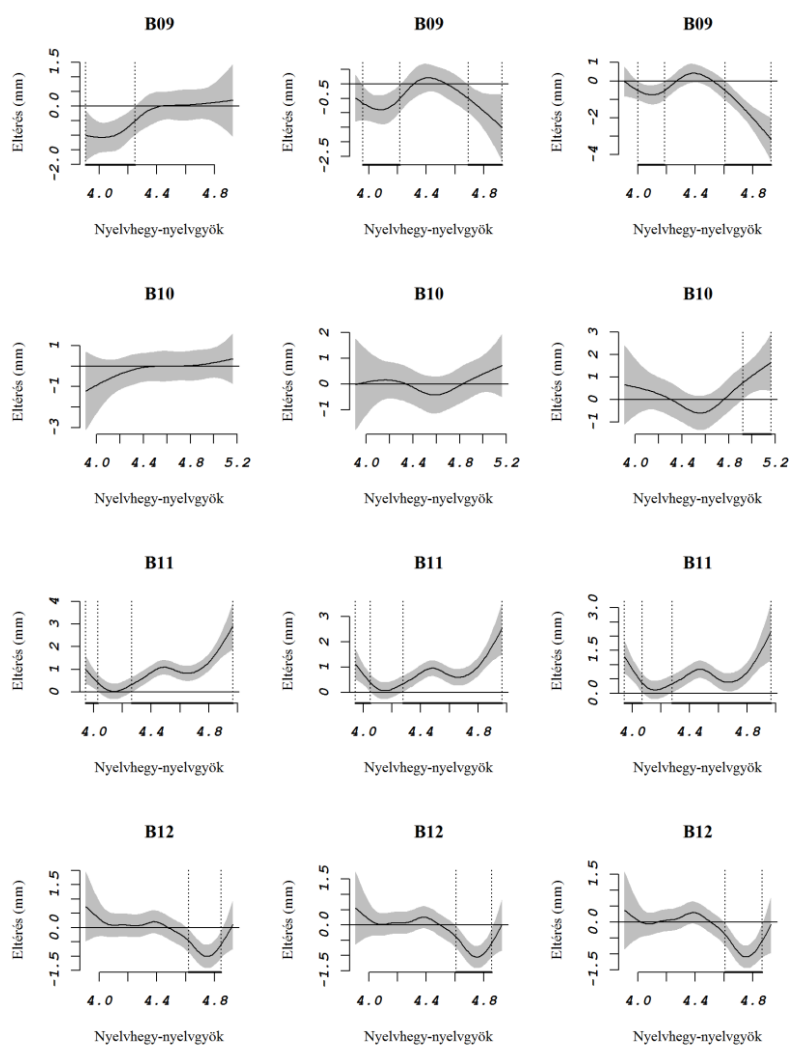 B09 B09 B09
Eltérés (mm) Eltérés (mm) Eltérés (mm)
1.5 0.0 -2.0
-0.5 -2.5
1 0 -2 -4
4.0 4.4 4.8 4.0 4.4 4.8 4.0 4.4 4.8
Nyelvhegy-nyelvgyök Nyelvhegy-nyelvgyök Nyelvhegy-nyelvgyök
B10 B10 B10
Eltérés (mm) Eltérés (mm) Eltérés (mm)
1 -1 -3
2 1 0 -1
3 2 1 0 -1
4.0 4.4 4.8 5.2 4.0 4.4 4.8 5.2 4.0 4.4 4.8 5.2
Nyelvhegy-nyelvgyök Nyelvhegy-nyelvgyök Nyelvhegy-nyelvgyök
B11 B11 B11
Eltérés (mm) Eltérés (mm) Eltérés (mm)
4 3 2 1 0
3 2 1 0
3.0 1.5 0.0
4.0 4.4 4.8 4.0 4.4 4.8 4.0 4.4 4.8
Nyelvhegy-nyelvgyök Nyelvhegy-nyelvgyök Nyelvhegy-nyelvgyök
B12 B12 B12
Eltérés (mm) Eltérés (mm) Eltérés (mm)
1.5 0.0 -1.5
1.5 0.0 -1.5
1.5 0.0 -1.5
4.0 4.4 4.8 4.0 4.4 4.8 4.0 4.4 4.8
Nyelvhegy-nyelvgyök Nyelvhegy-nyelvgyök Nyelvhegy-nyelvgyök